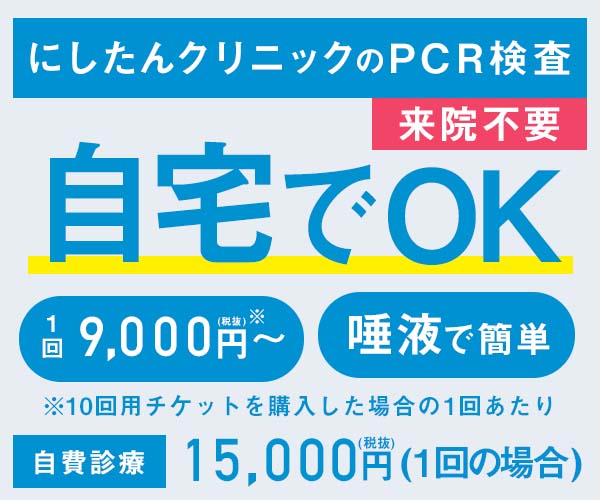 にしたんクリニックのPCR検査
来院不要
自宅でOK
1回 9,000円(税抜)※～
唾液で簡単
※10回用チケットを購入した場合の1回あたり
自費診療 15,000円(税抜)(1回の場合)